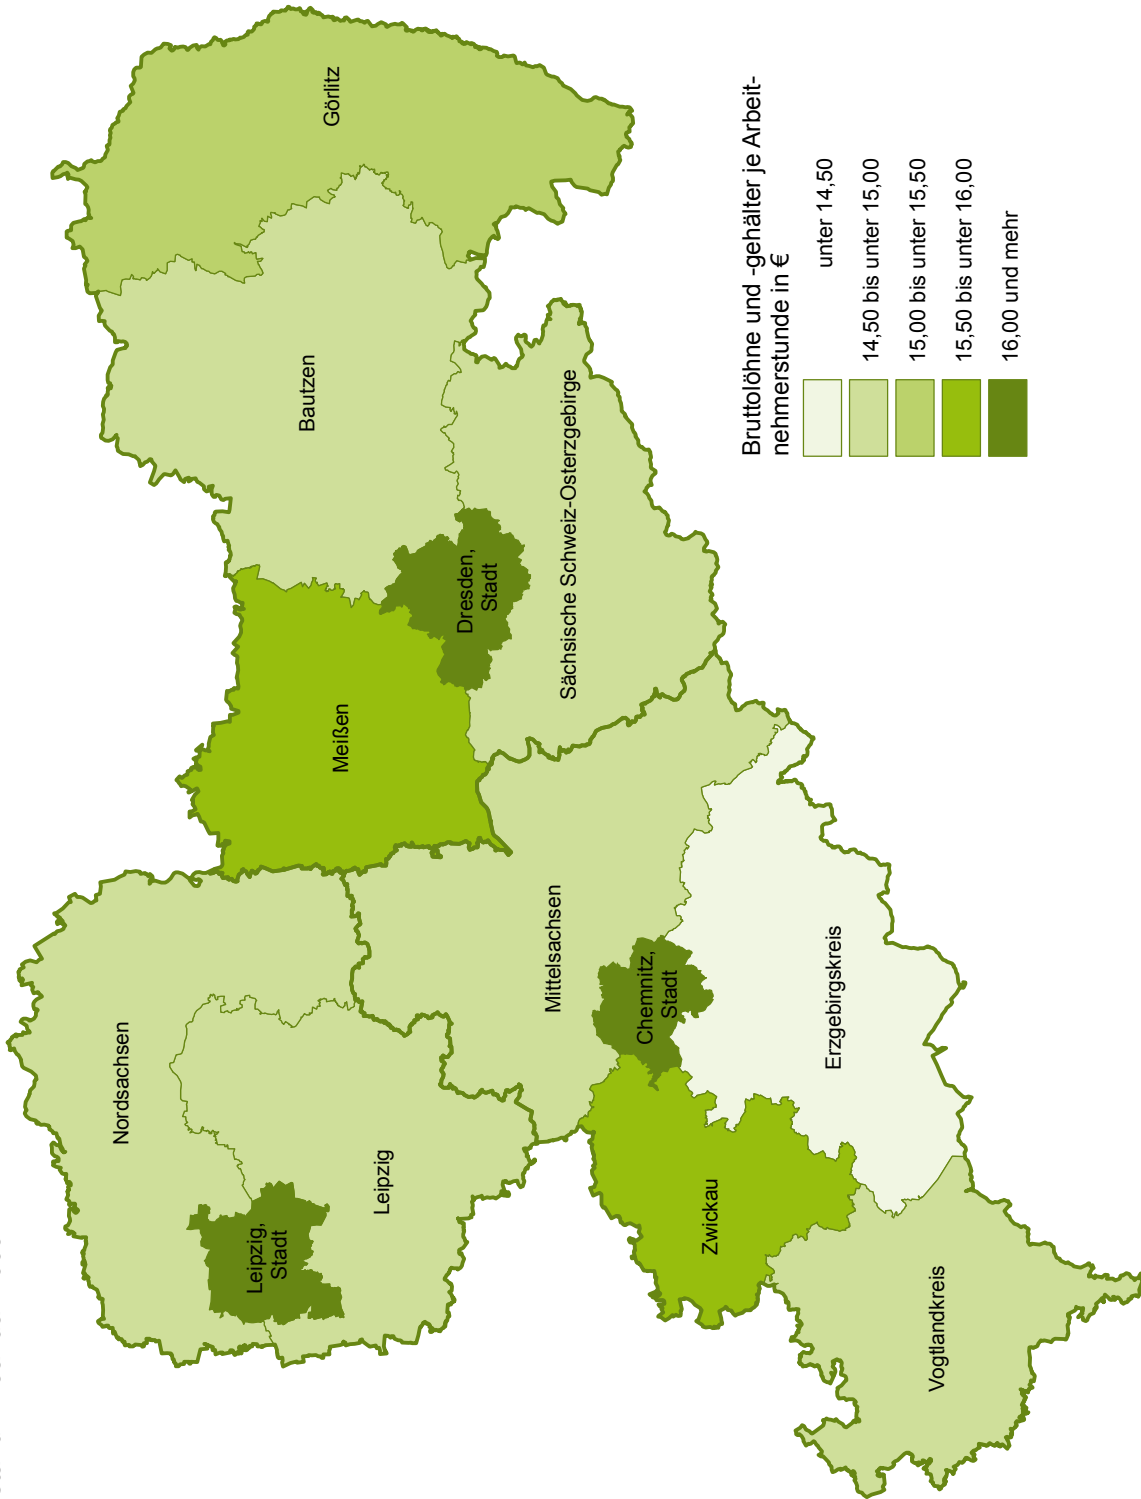 Görlitz
Bautzen
Sächsische Schweiz-Osterzgebirge
Dresden,
Stadt
Meißen
Mittelsachsen
Chemnitz,
Stadt
Erzgebirgskreis
Nordsachsen
Leipzig
Leipzig,
Stadt
Zwickau
Vogtlandkreis
Bruttolöhne und -gehälter je Arbeit-
nehmerstunde in €
unter 14,50
14,50 bis unter 15,00
15,00 bis unter 15,50
15,50 bis unter 16,00
16,00 und mehr